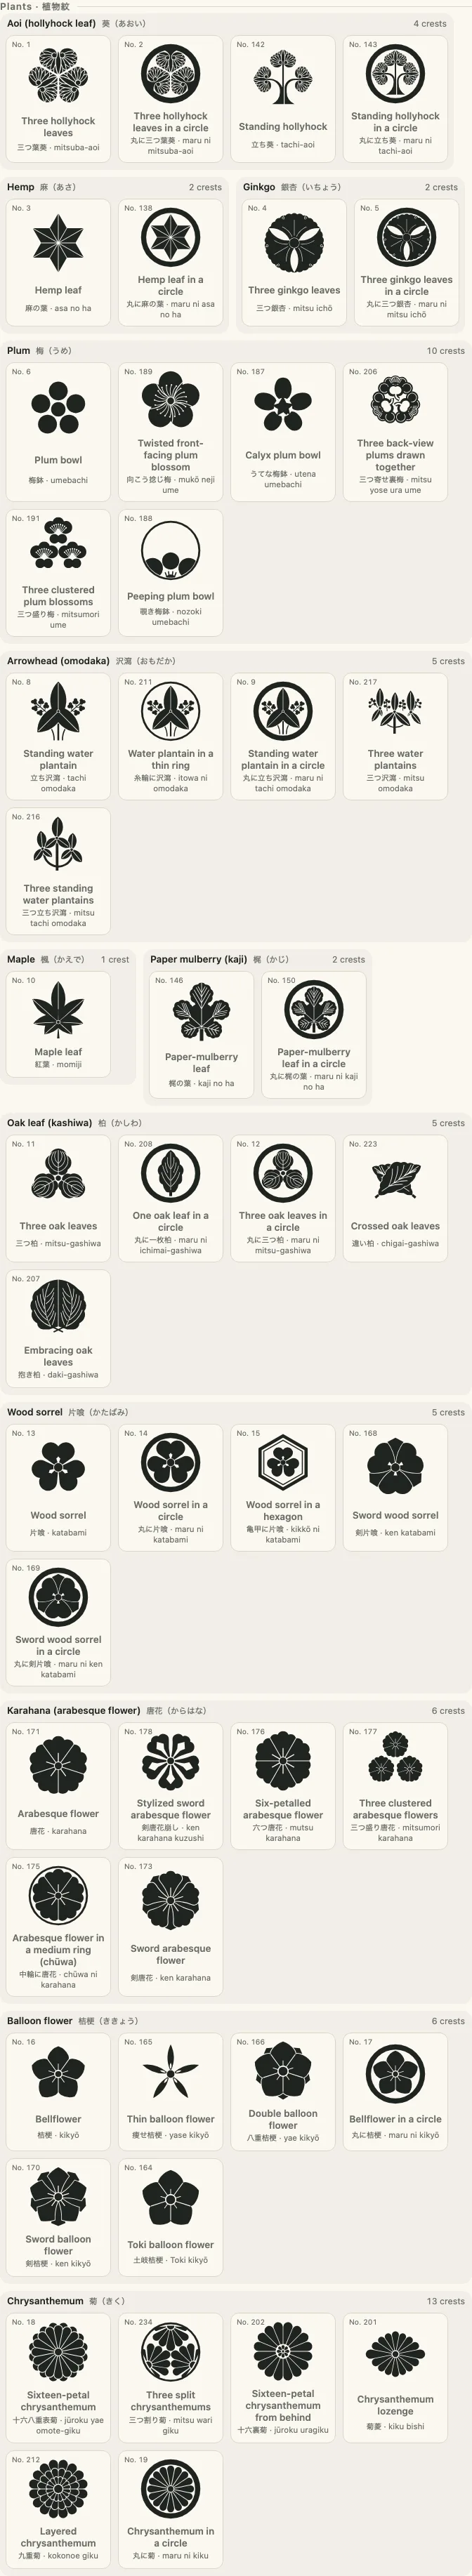 Plants · 植物紋
Aoi (hollyhock leaf) 葵（あおい） 4 crests
No. 1
Three hollyhock
leaves
三つ葉葵 · mitsuba-aoi
No. 2
Three hollyhock
leaves in a circle
丸に三つ葉葵 · maru ni
mitsuba-aoi
No. 142
Standing hollyhock
立ち葵 · tachi-aoi
No. 143
Standing hollyhock
in a circle
丸に立ち葵 · maru ni
tachi-aoi
Hemp 麻（あさ） 2 crests
No. 3
Hemp leaf
麻の葉 · asa no ha
No. 138
Hemp leaf in a
circle
丸に麻の葉 · maru ni asa
no ha
Ginkgo 銀杏（いちょう） 2 crests
No. 4
Three ginkgo leaves
三つ銀杏 · mitsu ichō
No. 5
Three ginkgo leaves
in a circle
丸に三つ銀杏 · maru ni
mitsu ichō
Plum 梅（うめ） 10 crests
No. 6
Plum bowl
梅鉢 · umebachi
No. 189
Twisted front-
facing plum
blossom
向こう捻じ梅 · mukō neji
ume
No. 187
Calyx plum bowl
うてな梅鉢 · utena
umebachi
No. 206
Three back-view
plums drawn
together
三つ寄せ裏梅 · mitsu
yose ura ume
No. 191
Three clustered
plum blossoms
三つ盛り梅 · mitsumori
ume
No. 188
Peeping plum bowl
覗き梅鉢 · nozoki
umebachi
Arrowhead (omodaka) 沢瀉（おもだか） 5 crests
No. 8
Standing water
plantain
立ち沢瀉 · tachi
omodaka
No. 211
Water plantain in a
thin ring
糸輪に沢瀉 · itowa ni
omodaka
No. 9
Standing water
plantain in a circle
丸に立ち沢瀉 · maru ni
tachi omodaka
No. 217
Three water
plantains
三つ沢瀉 · mitsu
omodaka
No. 216
Three standing
water plantains
三つ立ち沢瀉 · mitsu
tachi omodaka
Maple 楓（かえで） 1 crest
No. 10
Maple leaf
紅葉 · momiji
Paper mulberry (kaji) 梶（かじ） 2 crests
No. 146
Paper-mulberry
leaf
梶の葉 · kaji no ha
No. 150
Paper-mulberry
leaf in a circle
丸に梶の葉 · maru ni kaji
no ha
Oak leaf (kashiwa) 柏（かしわ） 5 crests
No. 11
Three oak leaves
三つ柏 · mitsu-gashiwa
No. 208
One oak leaf in a
circle
丸に一枚柏 · maru ni
ichimai-gashiwa
No. 12
Three oak leaves in
a circle
丸に三つ柏 · maru ni
mitsu-gashiwa
No. 223
Crossed oak leaves
違い柏 · chigai-gashiwa
No. 207
Embracing oak
leaves
抱き柏 · daki-gashiwa
Wood sorrel 片喰（かたばみ） 5 crests
No. 13
Wood sorrel
片喰 · katabami
No. 14
Wood sorrel in a
circle
丸に片喰 · maru ni
katabami
No. 15
Wood sorrel in a
hexagon
亀甲に片喰 · kikkō ni
katabami
No. 168
Sword wood sorrel
剣片喰 · ken katabami
No. 169
Sword wood sorrel
in a circle
丸に剣片喰 · maru ni ken
katabami
Karahana (arabesque flower) 唐花（からはな） 6 crests
No. 171
Arabesque flower
唐花 · karahana
No. 178
Stylized sword
arabesque flower
剣唐花崩し · ken
karahana kuzushi
No. 176
Six-petalled
arabesque flower
六つ唐花 · mutsu
karahana
No. 177
Three clustered
arabesque flowers
三つ盛り唐花 · mitsumori
karahana
No. 175
Arabesque flower in
a medium ring
(chūwa)
中輪に唐花 · chūwa ni
karahana
No. 173
Sword arabesque
flower
剣唐花 · ken karahana
Balloon flower 桔梗（ききょう） 6 crests
No. 16
Bellflower
桔梗 · kikyō
No. 165
Thin balloon flower
痩せ桔梗 · yase kikyō
No. 166
Double balloon
flower
八重桔梗 · yae kikyō
No. 17
Bellflower in a circle
丸に桔梗 · maru ni kikyō
No. 170
Sword balloon
flower
剣桔梗 · ken kikyō
No. 164
Toki balloon flower
土岐桔梗 · Toki kikyō
Chrysanthemum 菊（きく） 13 crests
No. 18
Sixteen-petal
chrysanthemum
十六八重表菊 · jūroku yae
omote-giku
No. 234
Three split
chrysanthemums
三つ割り菊 · mitsu wari
giku
No. 202
Sixteen-petal
chrysanthemum
from behind
十六裏菊 · jūroku uragiku
No. 201
Chrysanthemum
lozenge
菊菱 · kiku bishi
No. 212
Layered
chrysanthemum
九重菊 · kokonoe giku
No. 19
Chrysanthemum in
a circle
丸に菊 · maru ni kiku